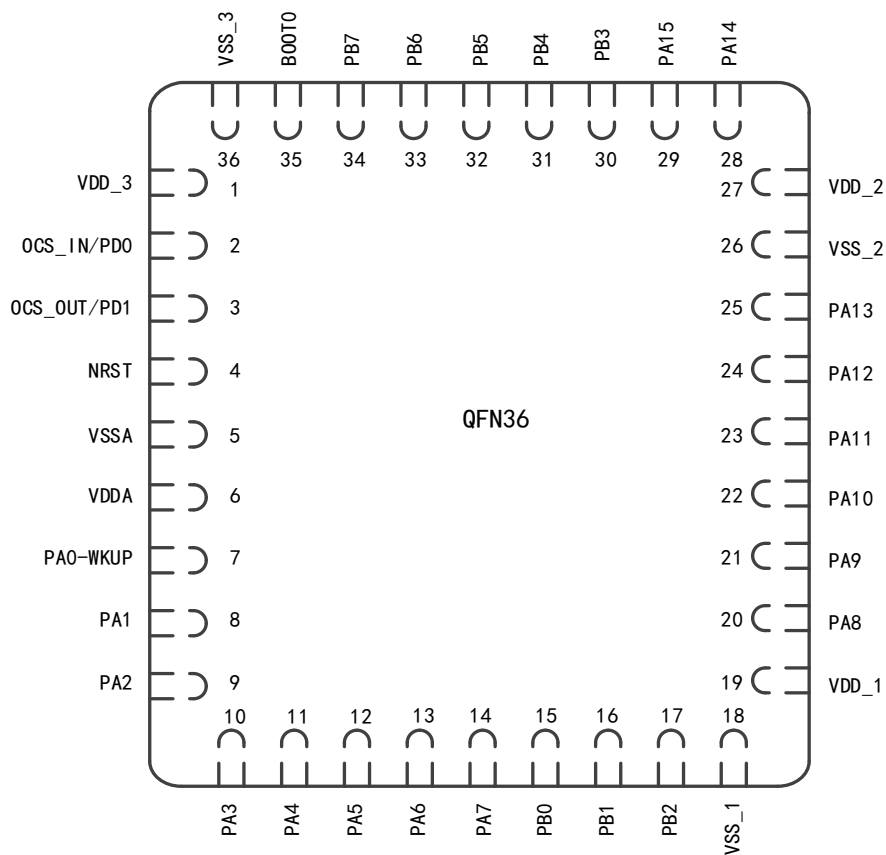 VSS_3
BOOT0
PB7
PB6
PB5
PB4
PB3
PA15
PA14
36
35
34
33
32
31
30
29
28
VDD_3
1
27
VDD_2
OCS_IN/PD0
2
26
VSS_2
OCS_OUT/PD1
3
25
PA13
NRST
4
24
PA12
QFN36
VSSA
5
23
PA11
VDDA
6
22
PA10
PA0-WKUP
7
21
PA9
PA1
8
20
PA8
PA2
9
19
VDD_1
10
11
12
13
14
15
16
17
18
PA3
PA4
PA5
PA6
PA7
PB0
PB1
PB2
VSS_1